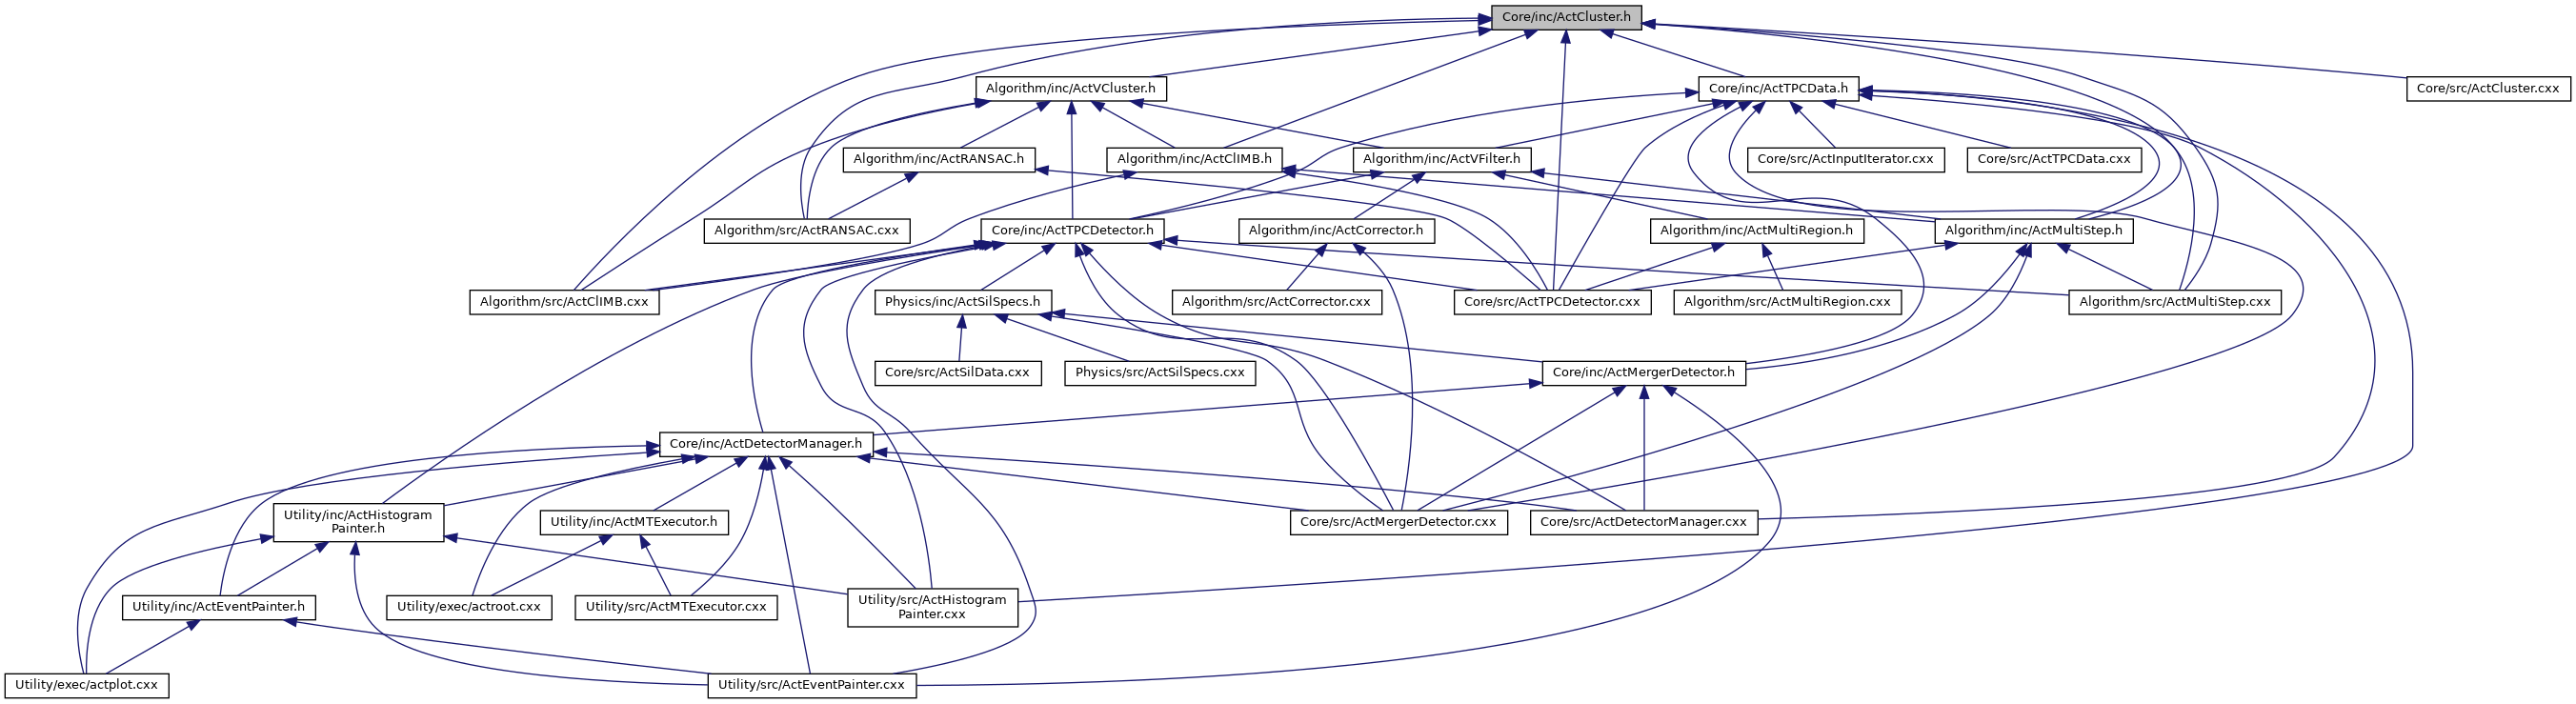 Core/inc/ActCluster.h
Algorithm/inc/ActVCluster.h
Core/inc/ActTPCData.h
Core/src/ActCluster.cxx
Algorithm/inc/ActRANSAC.h
Algorithm/inc/ActClIMB.h
Algorithm/inc/ActVFilter.h
Core/src/ActInputIterator.cxx
Core/src/ActTPCData.cxx
Algorithm/src/ActRANSAC.cxx
Core/inc/ActTPCDetector.h
Algorithm/inc/ActCorrector.h
Algorithm/inc/ActMultiRegion.h
Algorithm/inc/ActMultiStep.h
Algorithm/src/ActClIMB.cxx
Physics/inc/ActSilSpecs.h
Algorithm/src/ActCorrector.cxx
Core/src/ActTPCDetector.cxx
Algorithm/src/ActMultiRegion.cxx
Algorithm/src/ActMultiStep.cxx
Core/src/ActSilData.cxx
Physics/src/ActSilSpecs.cxx
Core/inc/ActMergerDetector.h
Core/inc/ActDetectorManager.h
Utility/inc/ActHistogram
Painter.h
Utility/inc/ActMTExecutor.h
Core/src/ActMergerDetector.cxx
Core/src/ActDetectorManager.cxx
Utility/inc/ActEventPainter.h
Utility/exec/actroot.cxx
Utility/src/ActMTExecutor.cxx
Utility/src/ActHistogram
Painter.cxx
Utility/exec/actplot.cxx
Utility/src/ActEventPainter.cxx